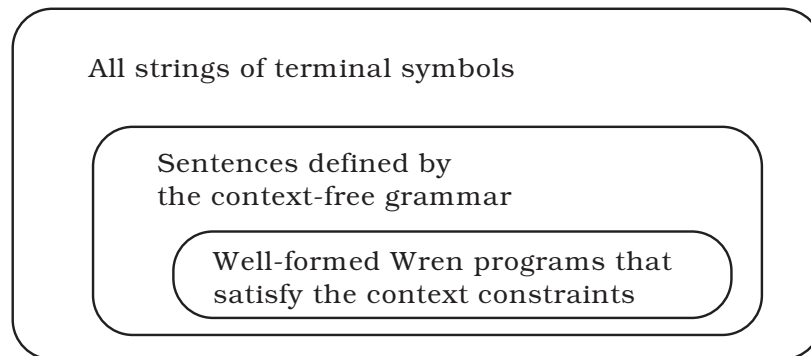 All strings of terminal symbols
Sentences defined by
the context-free grammar
Well-formed Wren programs that
satisfy the context constraints